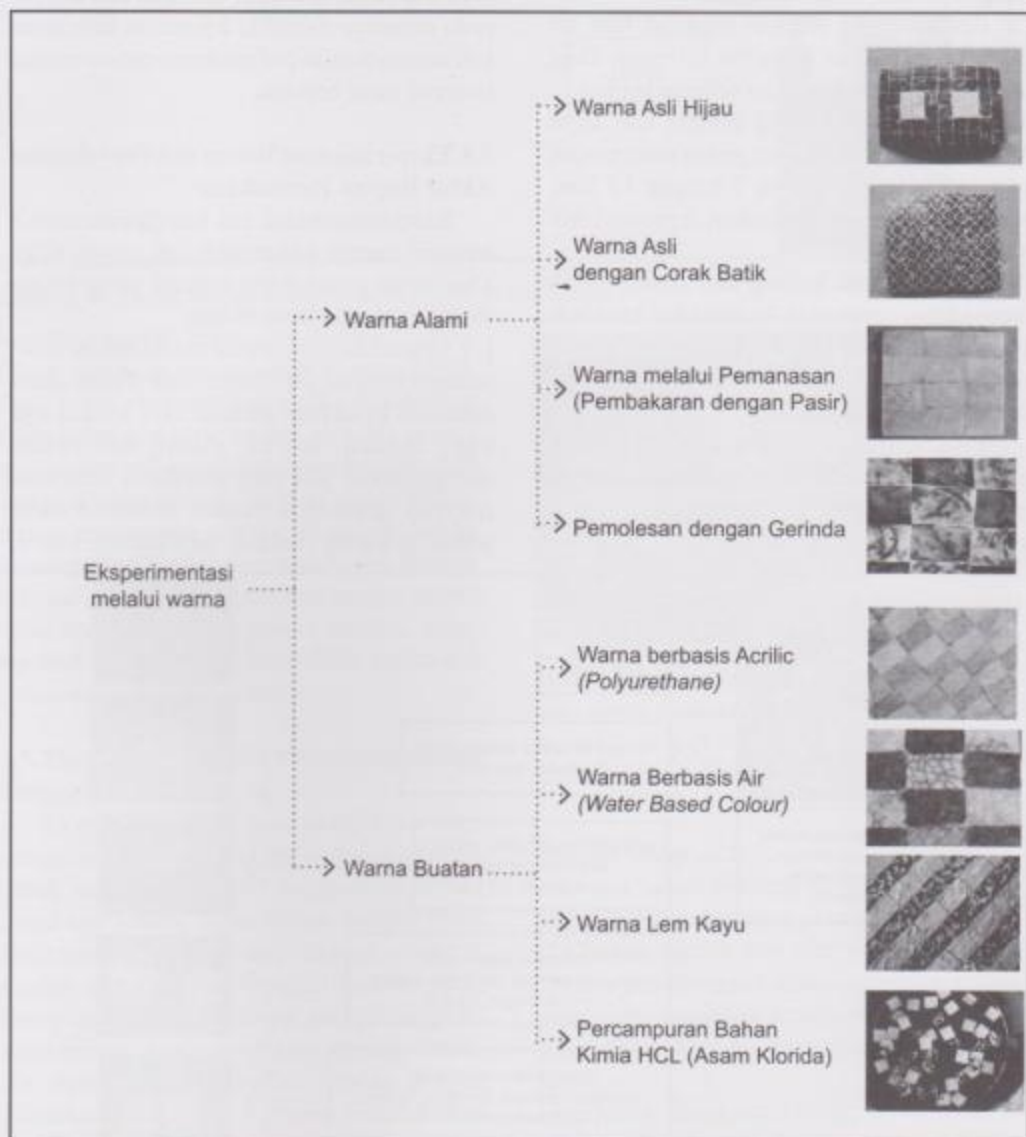 Eksperimentasi
melalui warna
Warna Alami
Warna Asli Hijau
Warna Asli
dengan Corak Batik
Warna melalui Pemanasan
(Pembakaran dengan Pasir)
Pemolesan dengan Gerinda
Warna Buatan
Warna berbasis Acrilic
(Polyurethane)
Warna Berbasis Air
(Water Based Colour)
Warna Lem Kayu
Percampuran Bahan
Kimia HCL (Asam Klorida)